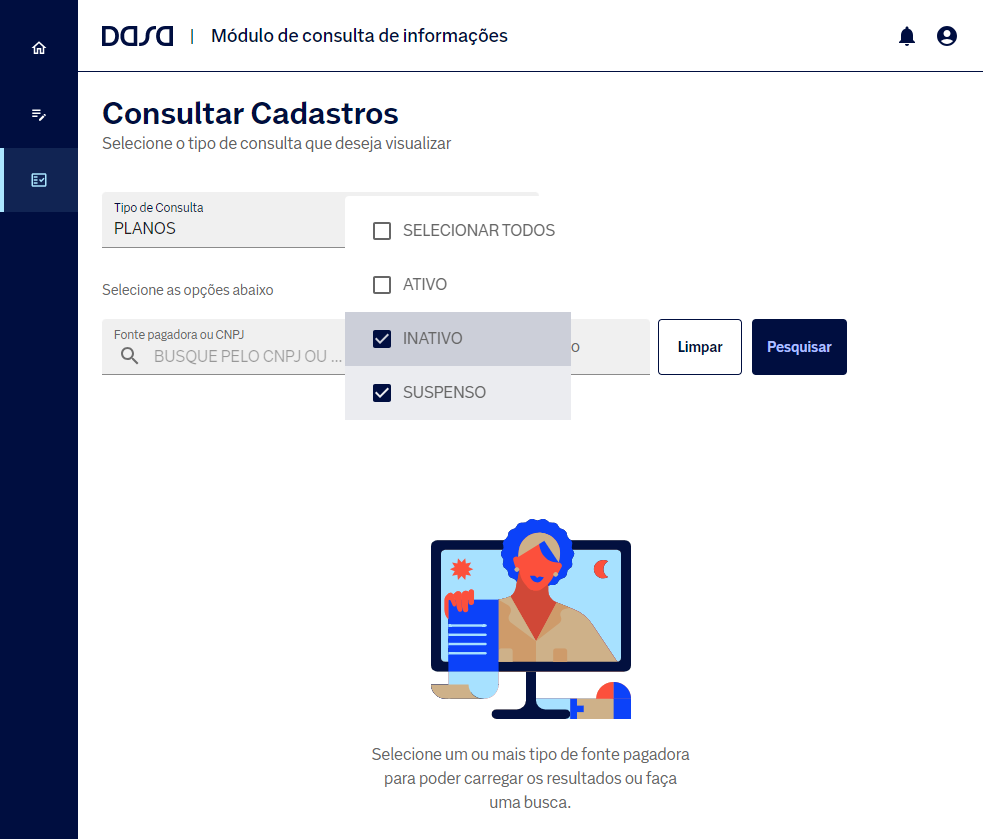 DASA | Módulo de consulta de informações
Consultar Cadastros
Selecione o tipo de consulta que deseja visualizar
Tipo de Consulta
PLANOS
SELECIONAR TODOS
ATIVO
Selecione as opções abaixo
INATIVO
SUSPENSO
Fonte pagadora ou CNPJ
BUSQUE PELO CNPJ OU ...
Limpar
Pesquisar
Selecione um ou mais tipo de fonte pagadora
para poder carregar os resultados ou faça
uma busca.